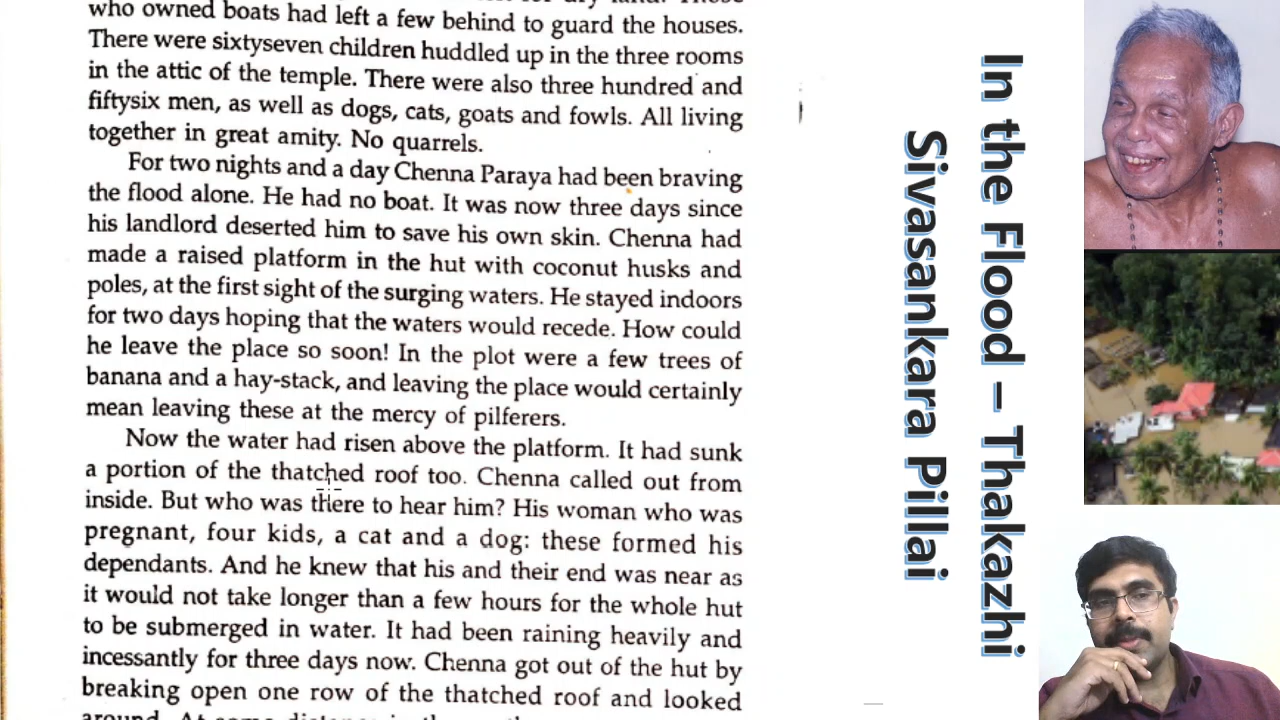 who owned boats had left a few behind to guard the houses.
There were sixtyseven children huddled up in the three rooms
in the attic of the temple. There were also three hundred and
fiftysix men, as well as dogs, cats, goats and fowls. All living
together in great amity. No quarrels.
For two nights and a day Chenna Paraya had been braving
the flood alone. He had no boat. It was now three days since
his landlord deserted him to save his own skin. Chenna had
made a raised platform in the hut with coconut husks and
poles, at the first sight of the surging waters. He stayed indoors
for two days hoping that the waters would recede. How could
he leave the place so soon! In the plot were a few trees of
banana and a hay-stack, and leaving the place would certainly
mean leaving these at the mercy of pilferers.
Now the water had risen above the platform. It had sunk
a portion of the thatched roof too. Chenna called out from
inside. But who was there to hear him? His woman who was
pregnant, four kids, a cat and a dog: these formed his
dependants. And he knew that his and their end was near as
it would not take longer than a few hours for the whole hut
to be submerged in water. It had been raining heavily and
incessantly for three days now. Chenna got out of the hut by
breaking open one row of the thatched roof and looked
In the Flood – Thakazhi
Sivasankara Pillai